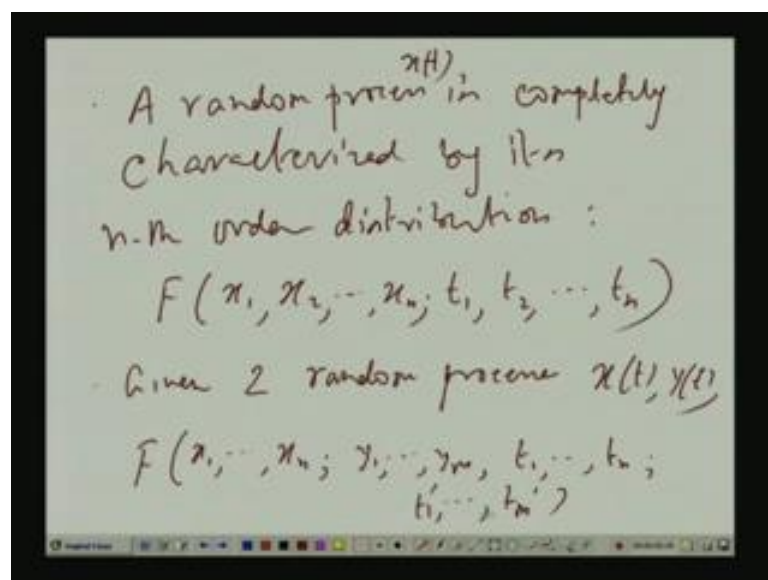 x(t)
A random process is completely
characterized by its
n-th order distribution :
F(x₁, x₂, ..., xₙ; t₁, t₂, ..., tₙ)
Given 2 random processes x(t), y(t)
F(x₁, ..., xₙ; y₁, ..., yₘ, t₁, ..., tₙ;
t₁', ..., tₘ')